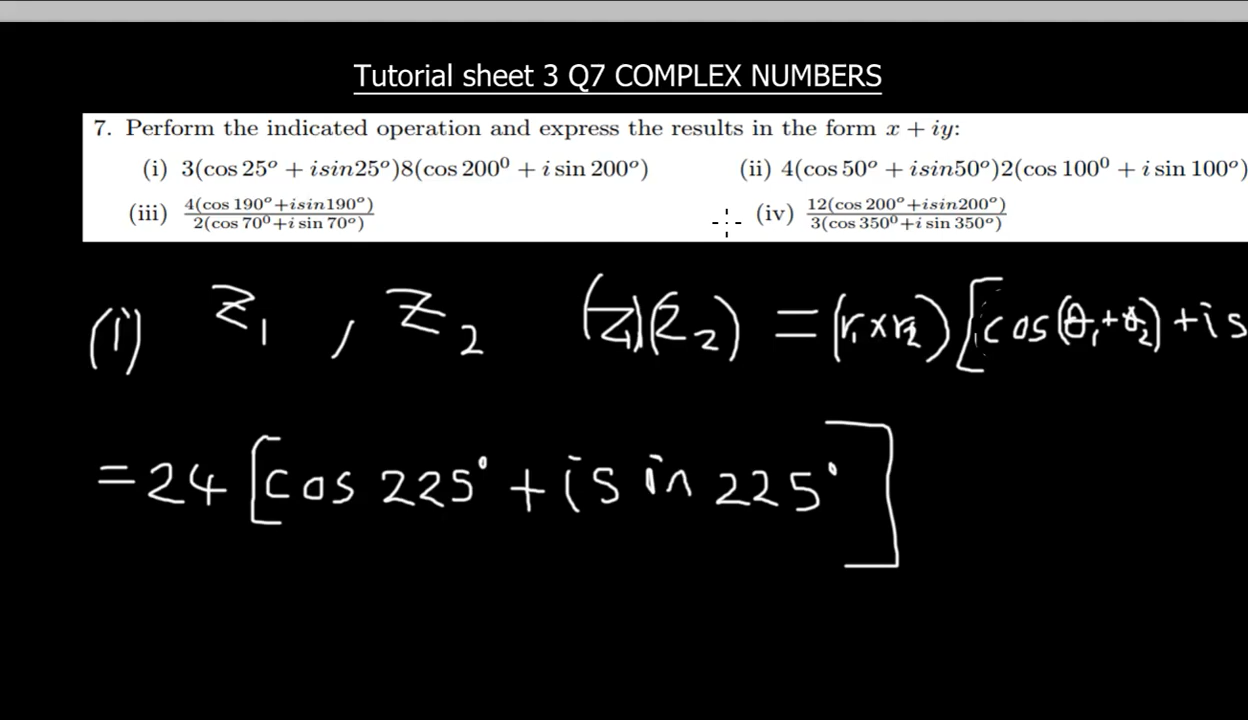 Tutorial sheet 3 Q7 COMPLEX NUMBERS
7. Perform the indicated operation and express the results in the form x + iy:
(i) 3(cos 25° + isin25°)8(cos 200⁰ + i sin 200°) (ii) 4(cos 50° + isin50°)2(cos 100⁰ + i sin 100°)
(iii) 4(cos 190°+isin190°)/2(cos 70⁰+i sin 70°) (iv) 12(cos 200°+isin200°)/3(cos 350⁰+i sin 350°)
(i) Z₁ , Z₂ (Z₁)(Z₂) = (r₁ × r₂) [cos(θ₁+θ₂) + i s
= 24 [cos 225° + i sin 225°]